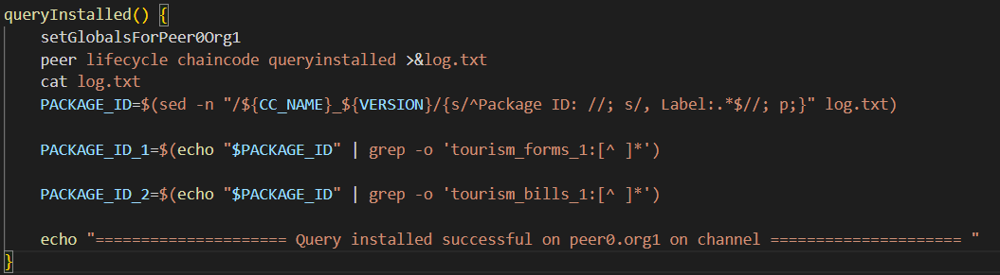 queryInstalled() {
    setGlobalsForPeer0Org1
    peer lifecycle chaincode queryinstalled >&log.txt
    cat log.txt
    PACKAGE_ID=$(sed -n "/${CC_NAME}_${VERSION}/{s/^Package ID: //; s/, Label:.*$//; p;}" log.txt)

    PACKAGE_ID_1=$(echo "$PACKAGE_ID" | grep -o 'tourism_forms_1:[^ ]*')

    PACKAGE_ID_2=$(echo "$PACKAGE_ID" | grep -o 'tourism_bills_1:[^ ]*')

    echo "===================== Query installed successful on peer0.org1 on channel ===================== "
}